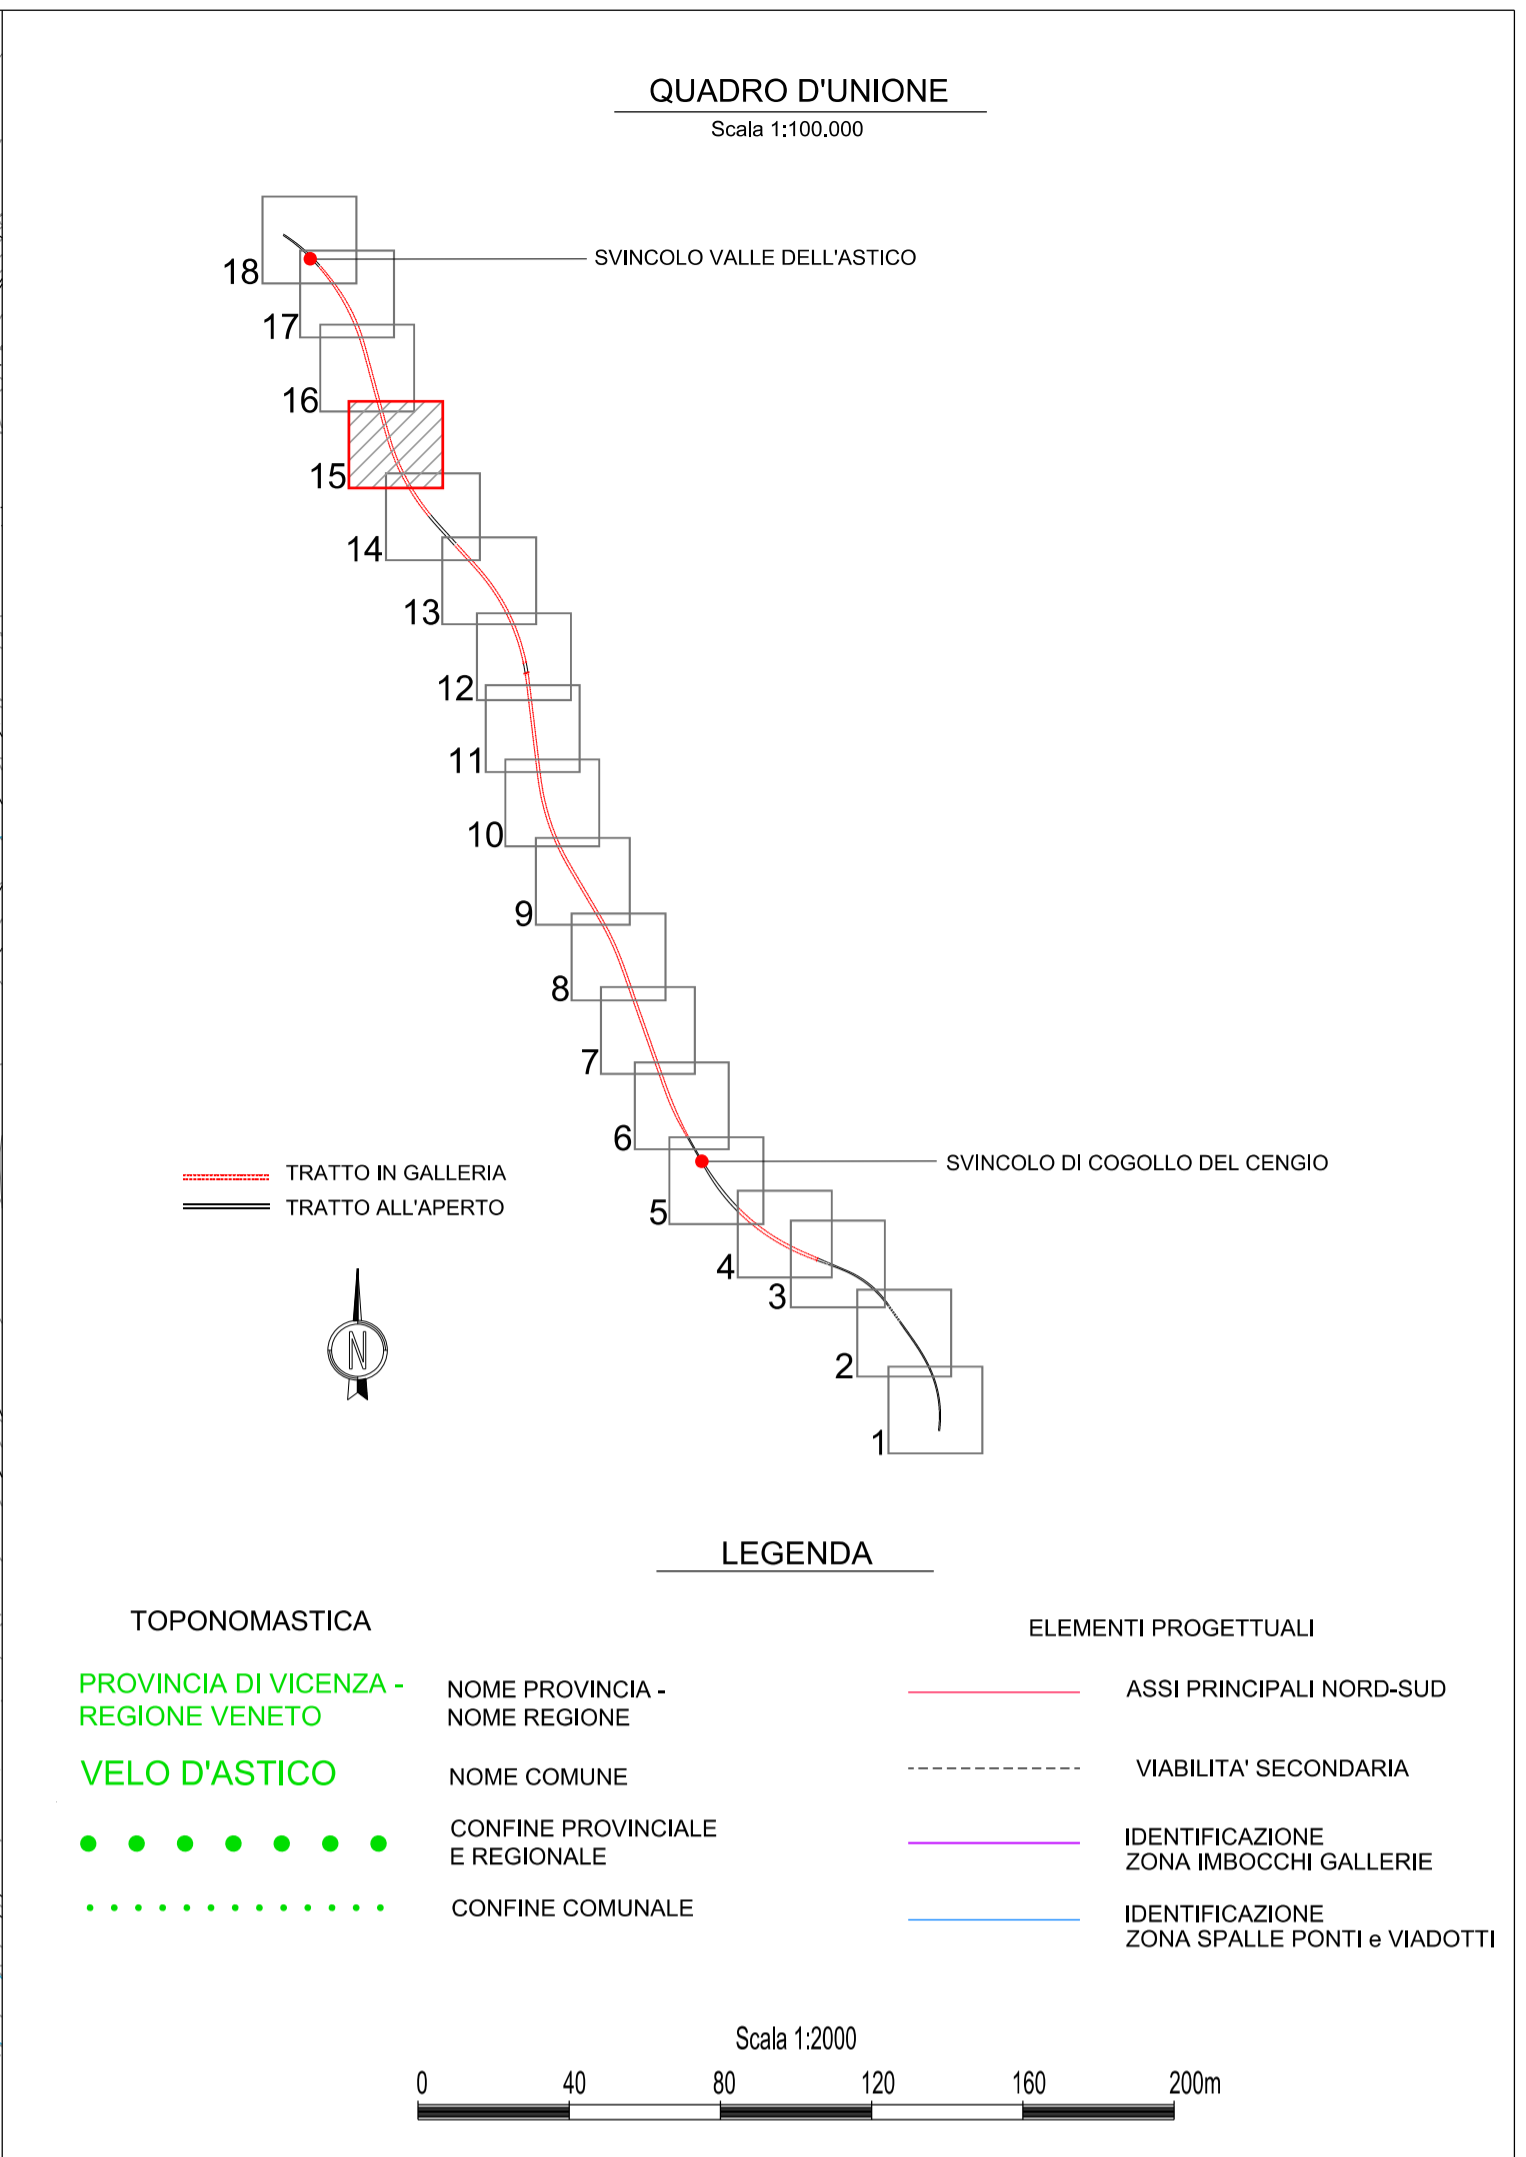 QUADRO D'UNIONE
Scala 1:100.000
SVINCOLO VALLE DELL'ASTICO
18
17
16
15
14
13
12
11
10
9
8
7
6
SVINCOLO DI COGOLLO DEL CENGIO
TRATTO IN GALLERIA
TRATTO ALL'APERTO
5
4
3
N
2
1
LEGENDA
TOPONOMASTICA
PROVINCIA DI VICENZA -
REGIONE VENETO
NOME PROVINCIA -
NOME REGIONE
VELO D'ASTICO
NOME COMUNE
CONFINE PROVINCIALE
E REGIONALE
CONFINE COMUNALE
ELEMENTI PROGETTUALI
ASSI PRINCIPALI NORD-SUD
VIABILITA' SECONDARIA
IDENTIFICAZIONE
ZONA IMBOCCHI GALLERIE
IDENTIFICAZIONE
ZONA SPALLE PONTI e VIADOTTI
Scala 1:2000
0 40 80 120 160 200m